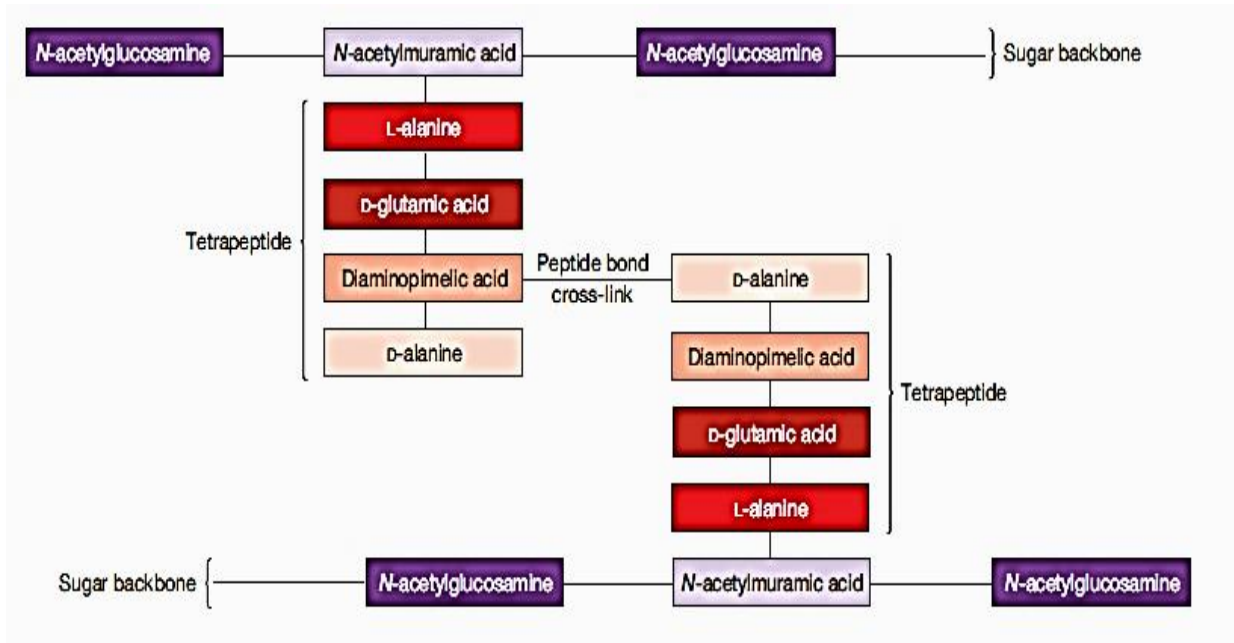 N-acetylglucosamine N-acetylmuramic acid N-acetylglucosamine Sugar backbone
L-alanine
D-glutamic acid
Tetrapeptide
Diaminopimelic acid
Peptide bond
cross-link
D-alanine
D-alanine
Diaminopimelic acid
Tetrapeptide
D-glutamic acid
L-alanine
Sugar backbone N-acetylglucosamine N-acetylmuramic acid N-acetylglucosamine